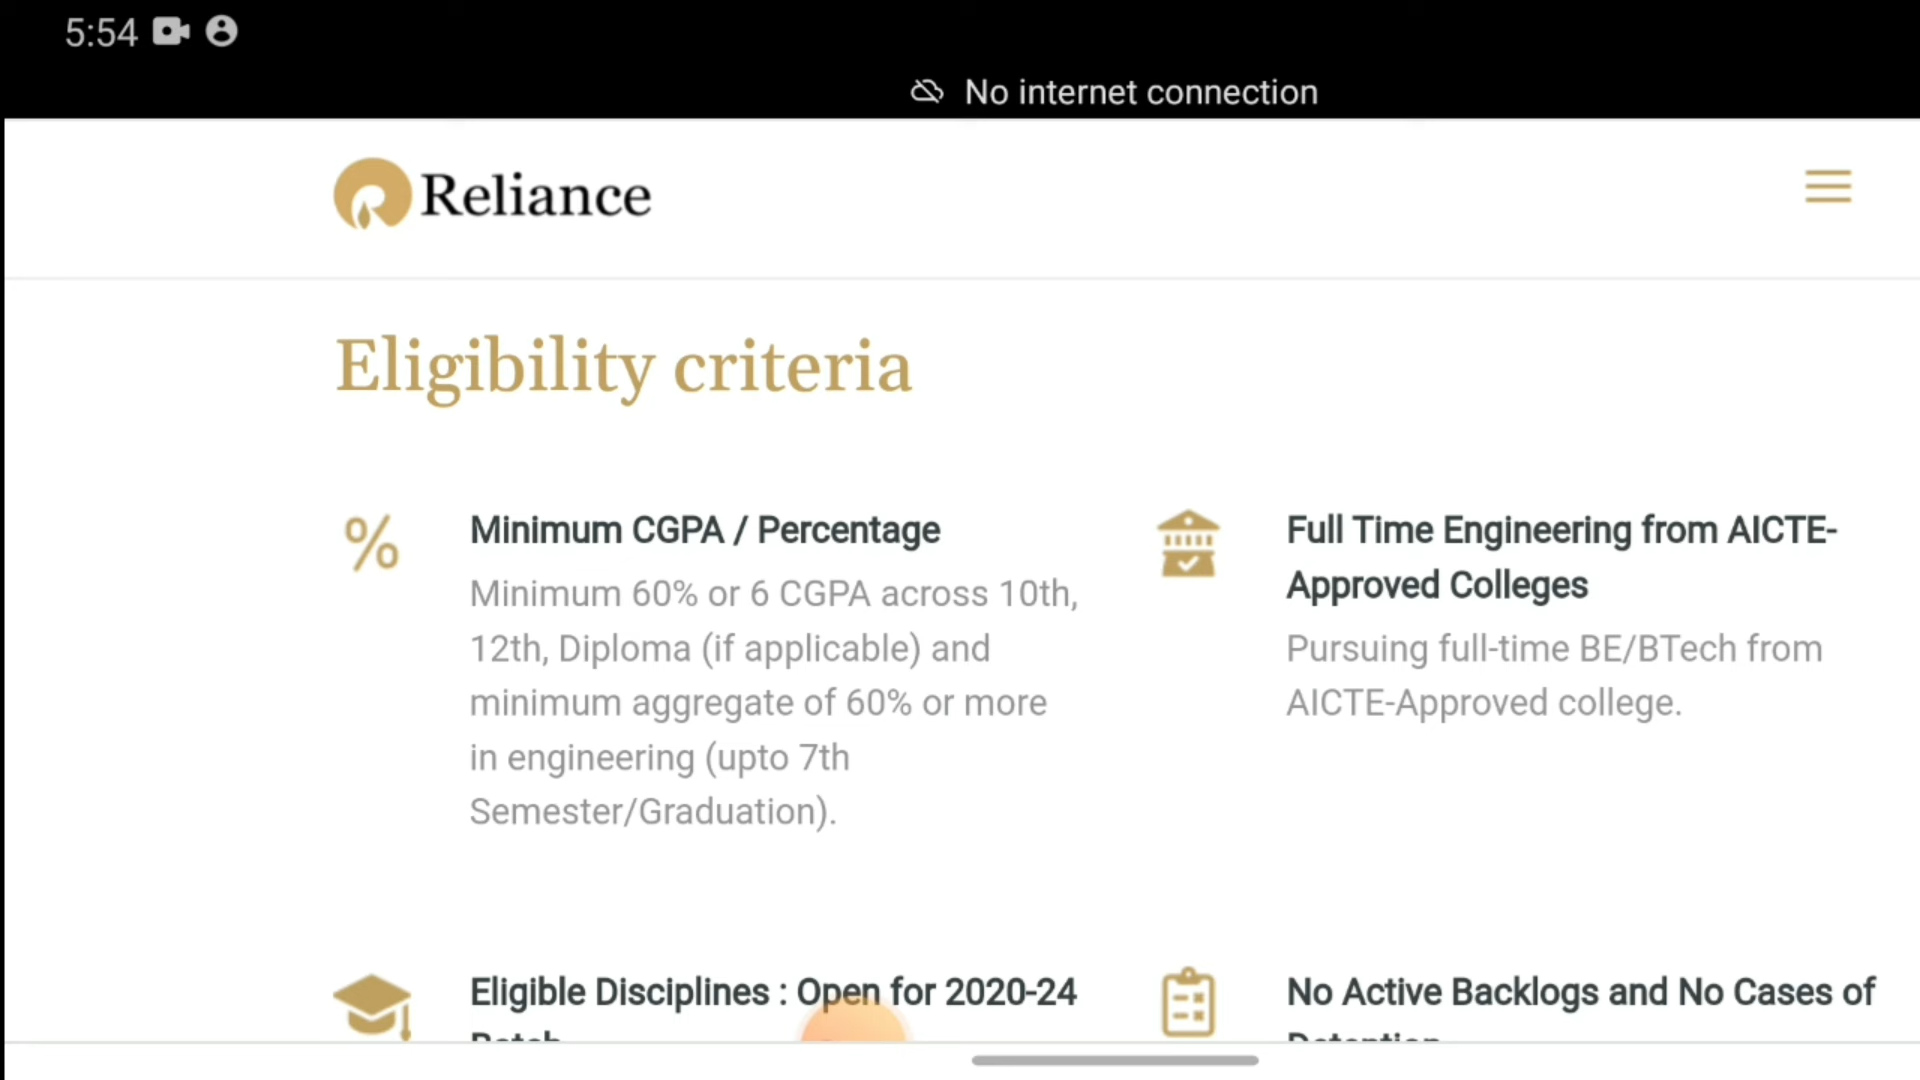 5:54
No internet connection
Reliance
Eligibility criteria
%
Minimum CGPA / Percentage
Minimum 60% or 6 CGPA across 10th,
12th, Diploma (if applicable) and
minimum aggregate of 60% or more
in engineering (upto 7th
Semester/Graduation).
Full Time Engineering from AICTE-
Approved Colleges
Pursuing full-time BE/BTech from
AICTE-Approved college.
Eligible Disciplines : Open for 2020-24
Batch
No Active Backlogs and No Cases of
Detention